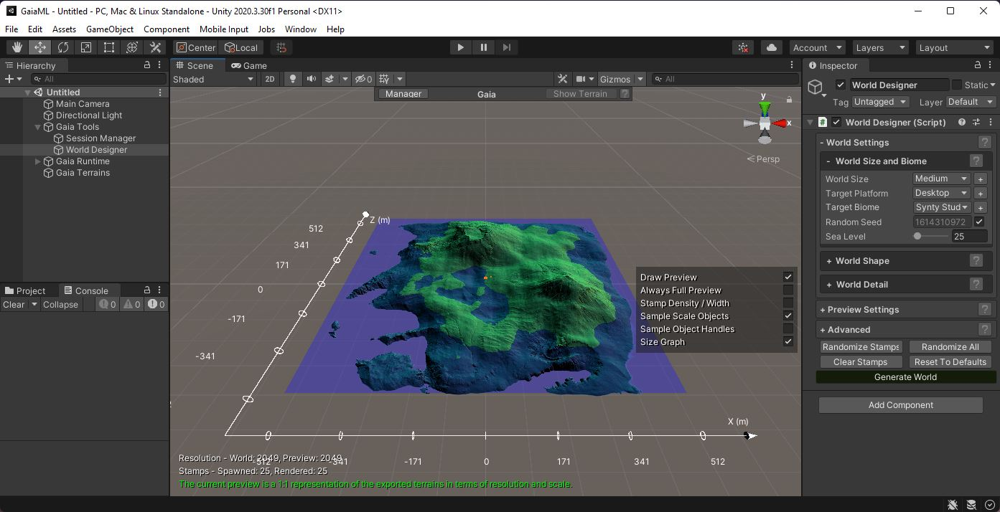 GaiaML - Untitled - PC, Mac & Linux Standalone - Unity 2020.3.30f1 Personal <DX11>
File Edit Assets GameObject Component Mobile Input Jobs Window Help
Center Local Account Layers Layout
Hierarchy
All
Untitled
Main Camera
Directional Light
Gaia Tools
Session Manager
World Designer
Gaia Runtime
Gaia Terrains
Project Console
Clear Collapse 0 0 0
Scene Game
Shaded 2D 0 Gizmos All
Manager Gaia Show Terrain ?
y
x
Persp
Z (m)
512
341
171
0
-171
-341
Draw Preview
Always Full Preview
Stamp Density / Width
Sample Scale Objects
Sample Object Handles
Size Graph
X (m)
-512 -341 -171 0 171 341 512
Resolution - World: 2049, Preview: 2049
Stamps - Spawned: 25, Rendered: 25
The current preview is a 1:1 representation of the exported terrains in terms of resolution and scale.
Inspector
World Designer Static
Tag Untagged Layer Default
# World Designer (Script)
- World Settings ?
- World Size and Biome ?
World Size Medium +
Target Platform Desktop +
Target Biome Synty Stud +
Random Seed 1614310972
Sea Level 25
+ World Shape ?
+ World Detail ?
+ Preview Settings ?
+ Advanced ?
Randomize Stamps Randomize All
Clear Stamps Reset To Defaults
Generate World
Add Component